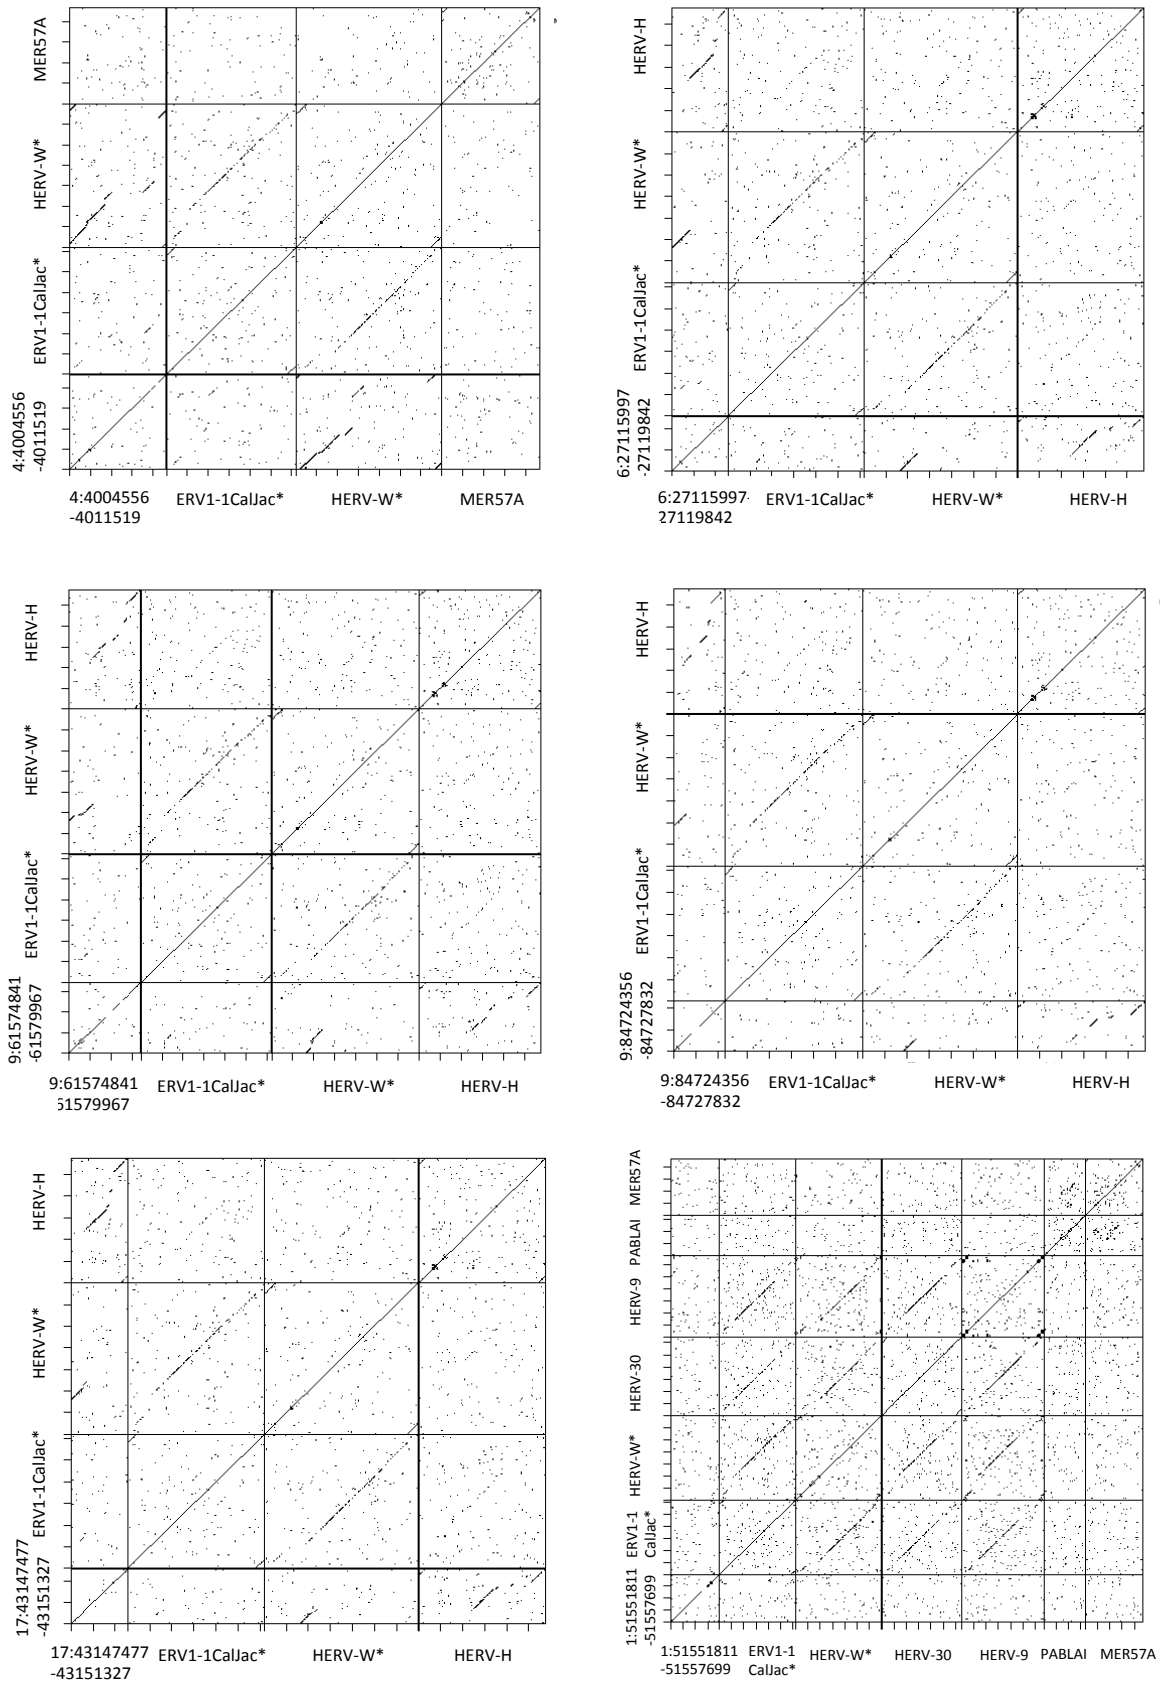 MER57A
HERV-W*
ERV1-1CalJac*
4:4004556
-4011519
4:4004556
-4011519
ERV1-1CalJac*
HERV-W*
MER57A
HERV-H
HERV-W*
ERV1-1CalJac*
6:27115997
-27119842
6:27115997-
27119842
ERV1-1CalJac*
HERV-W*
HERV-H
HERV-H
HERV-W*
ERV1-1CalJac*
9:61574841
-61579967
9:61574841
61579967
ERV1-1CalJac*
HERV-W*
HERV-H
HERV-H
HERV-W*
ERV1-1CalJac*
9:84724356
-84727832
9:84724356
-84727832
ERV1-1CalJac*
HERV-W*
HERV-H
HERV-H
HERV-W*
ERV1-1CalJac*
17:43147477
-43151327
17:43147477
-43151327
ERV1-1CalJac*
HERV-W*
HERV-H
MER57A
PABLAI
HERV-9
HERV-30
HERV-W*
ERV1-1
CalJac*
1:51551811
-51557699
1:51551811
-51557699
ERV1-1
CalJac*
HERV-W*
HERV-30
HERV-9
PABLAI
MER57A